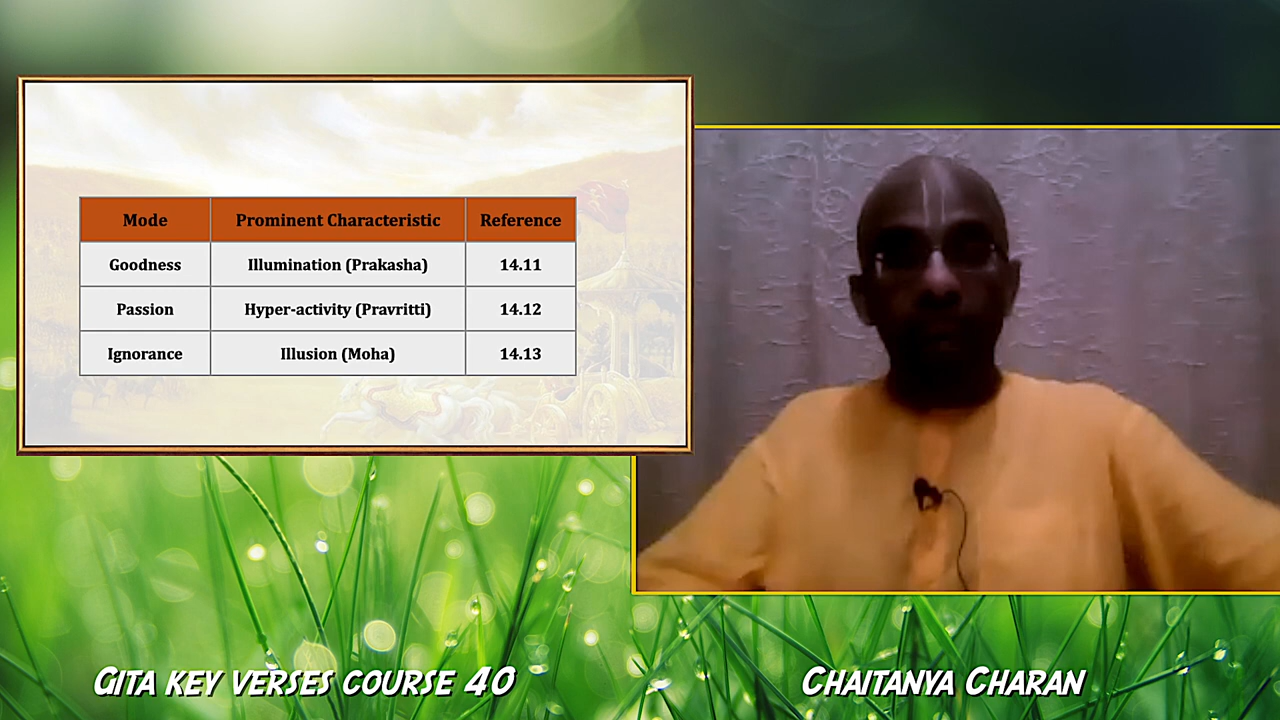 Mode Prominent Characteristic Reference
Goodness Illumination (Prakasha) 14.11
Passion Hyper-activity (Pravritti) 14.12
Ignorance Illusion (Moha) 14.13
Gita key verses course 40
Chaitanya Charan